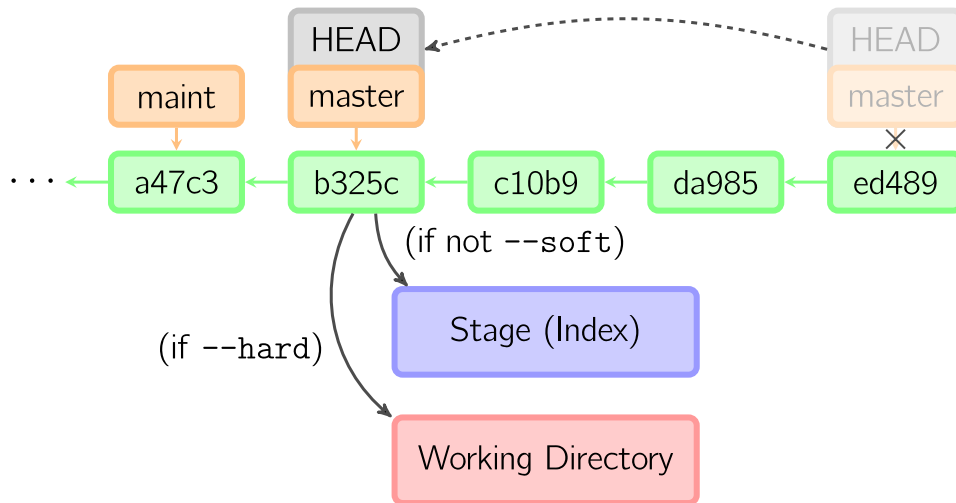 HEAD
HEAD
maint
master
master
...
a47c3
b325c
c10b9
da985
ed489
(if not --soft)
Stage (Index)
(if --hard)
Working Directory